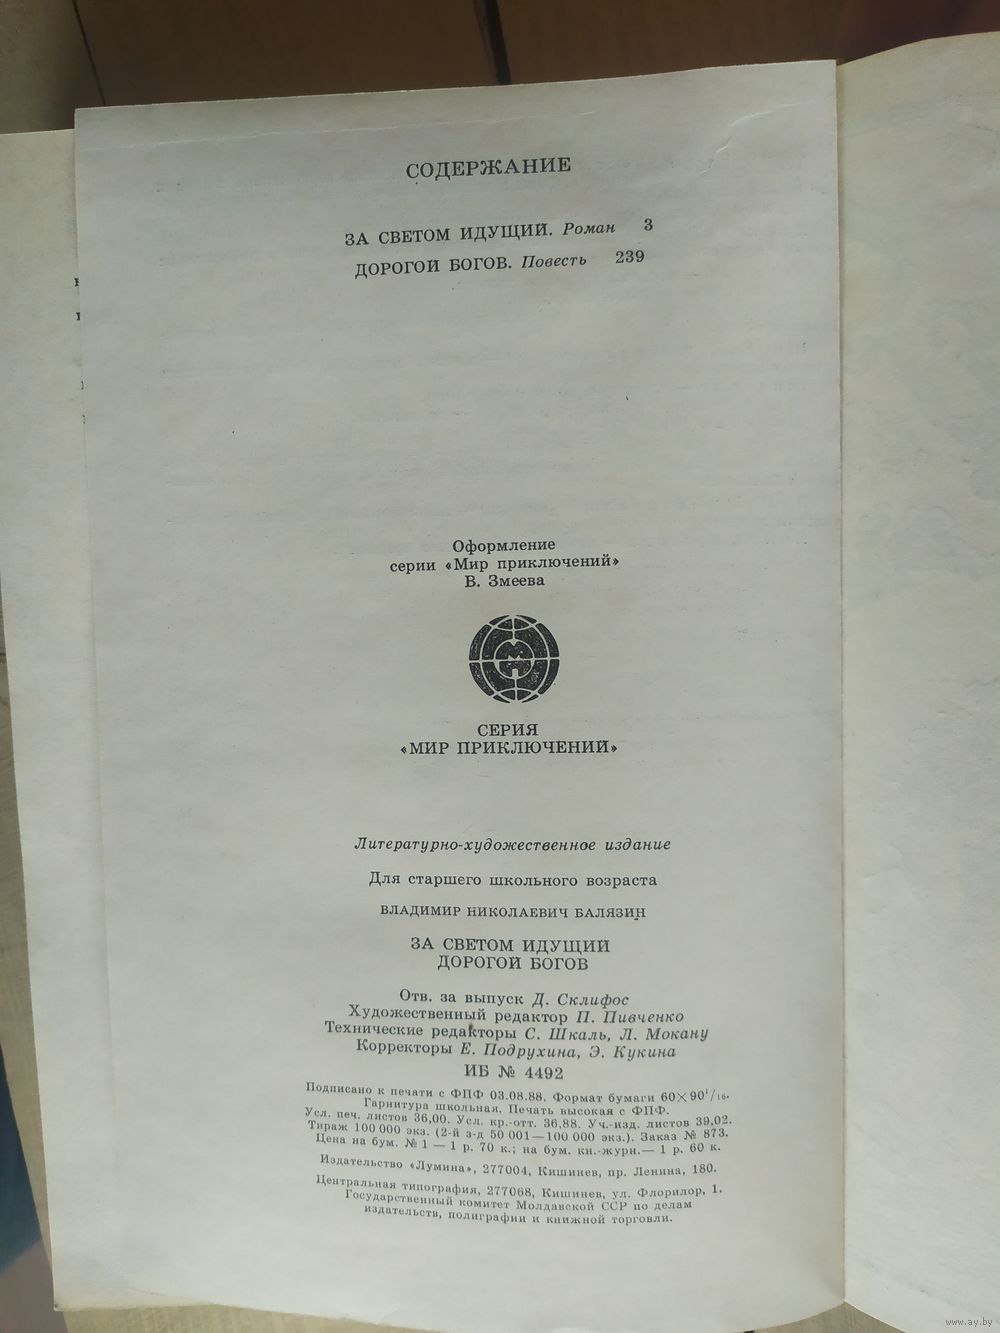 СОДЕРЖАНИЕ
ЗА СВЕТОМ ИДУЩИЙ. Роман 3
ДОРОГОЙ БОГОВ. Повесть 239
Оформление
серии «Мир приключений»
В. Змеева
СЕРИЯ
«МИР ПРИКЛЮЧЕНИЙ»
Литературно-художественное издание
Для старшего школьного возраста
ВЛАДИМИР НИКОЛАЕВИЧ БАЛЯЗИН
ЗА СВЕТОМ ИДУЩИЙ
ДОРОГОЙ БОГОВ
Отв. за выпуск Д. Склифос
Художественный редактор П. Пивченко
Технические редакторы С. Шкаль, Л. Мокану
Корректоры Е. Подрухина, Э. Кукина
ИБ № 4492
Подписано к печати с ФПФ 03.08.88. Формат бумаги 60×90¹/₁₆.
Гарнитура школьная. Печать высокая с ФПФ.
Усл. печ. листов 36,00. Усл. кр.-отт. 36,88. Уч.-изд. листов 39,02.
Тираж 100 000 экз. (2-й з-д 50 001—100 000 экз.). Заказ № 873.
Цена на бум. № 1 — 1 р. 70 к.; на бум. кн.-журн.— 1 р. 60 к.
Издательство «Лумина», 277004, Кишинев, пр. Ленина, 180.
Центральная типография, 277068, Кишинев, ул. Флорилор, 1.
Государственный комитет Молдавской ССР по делам
издательств, полиграфии и книжной торговли.
www.ay.by